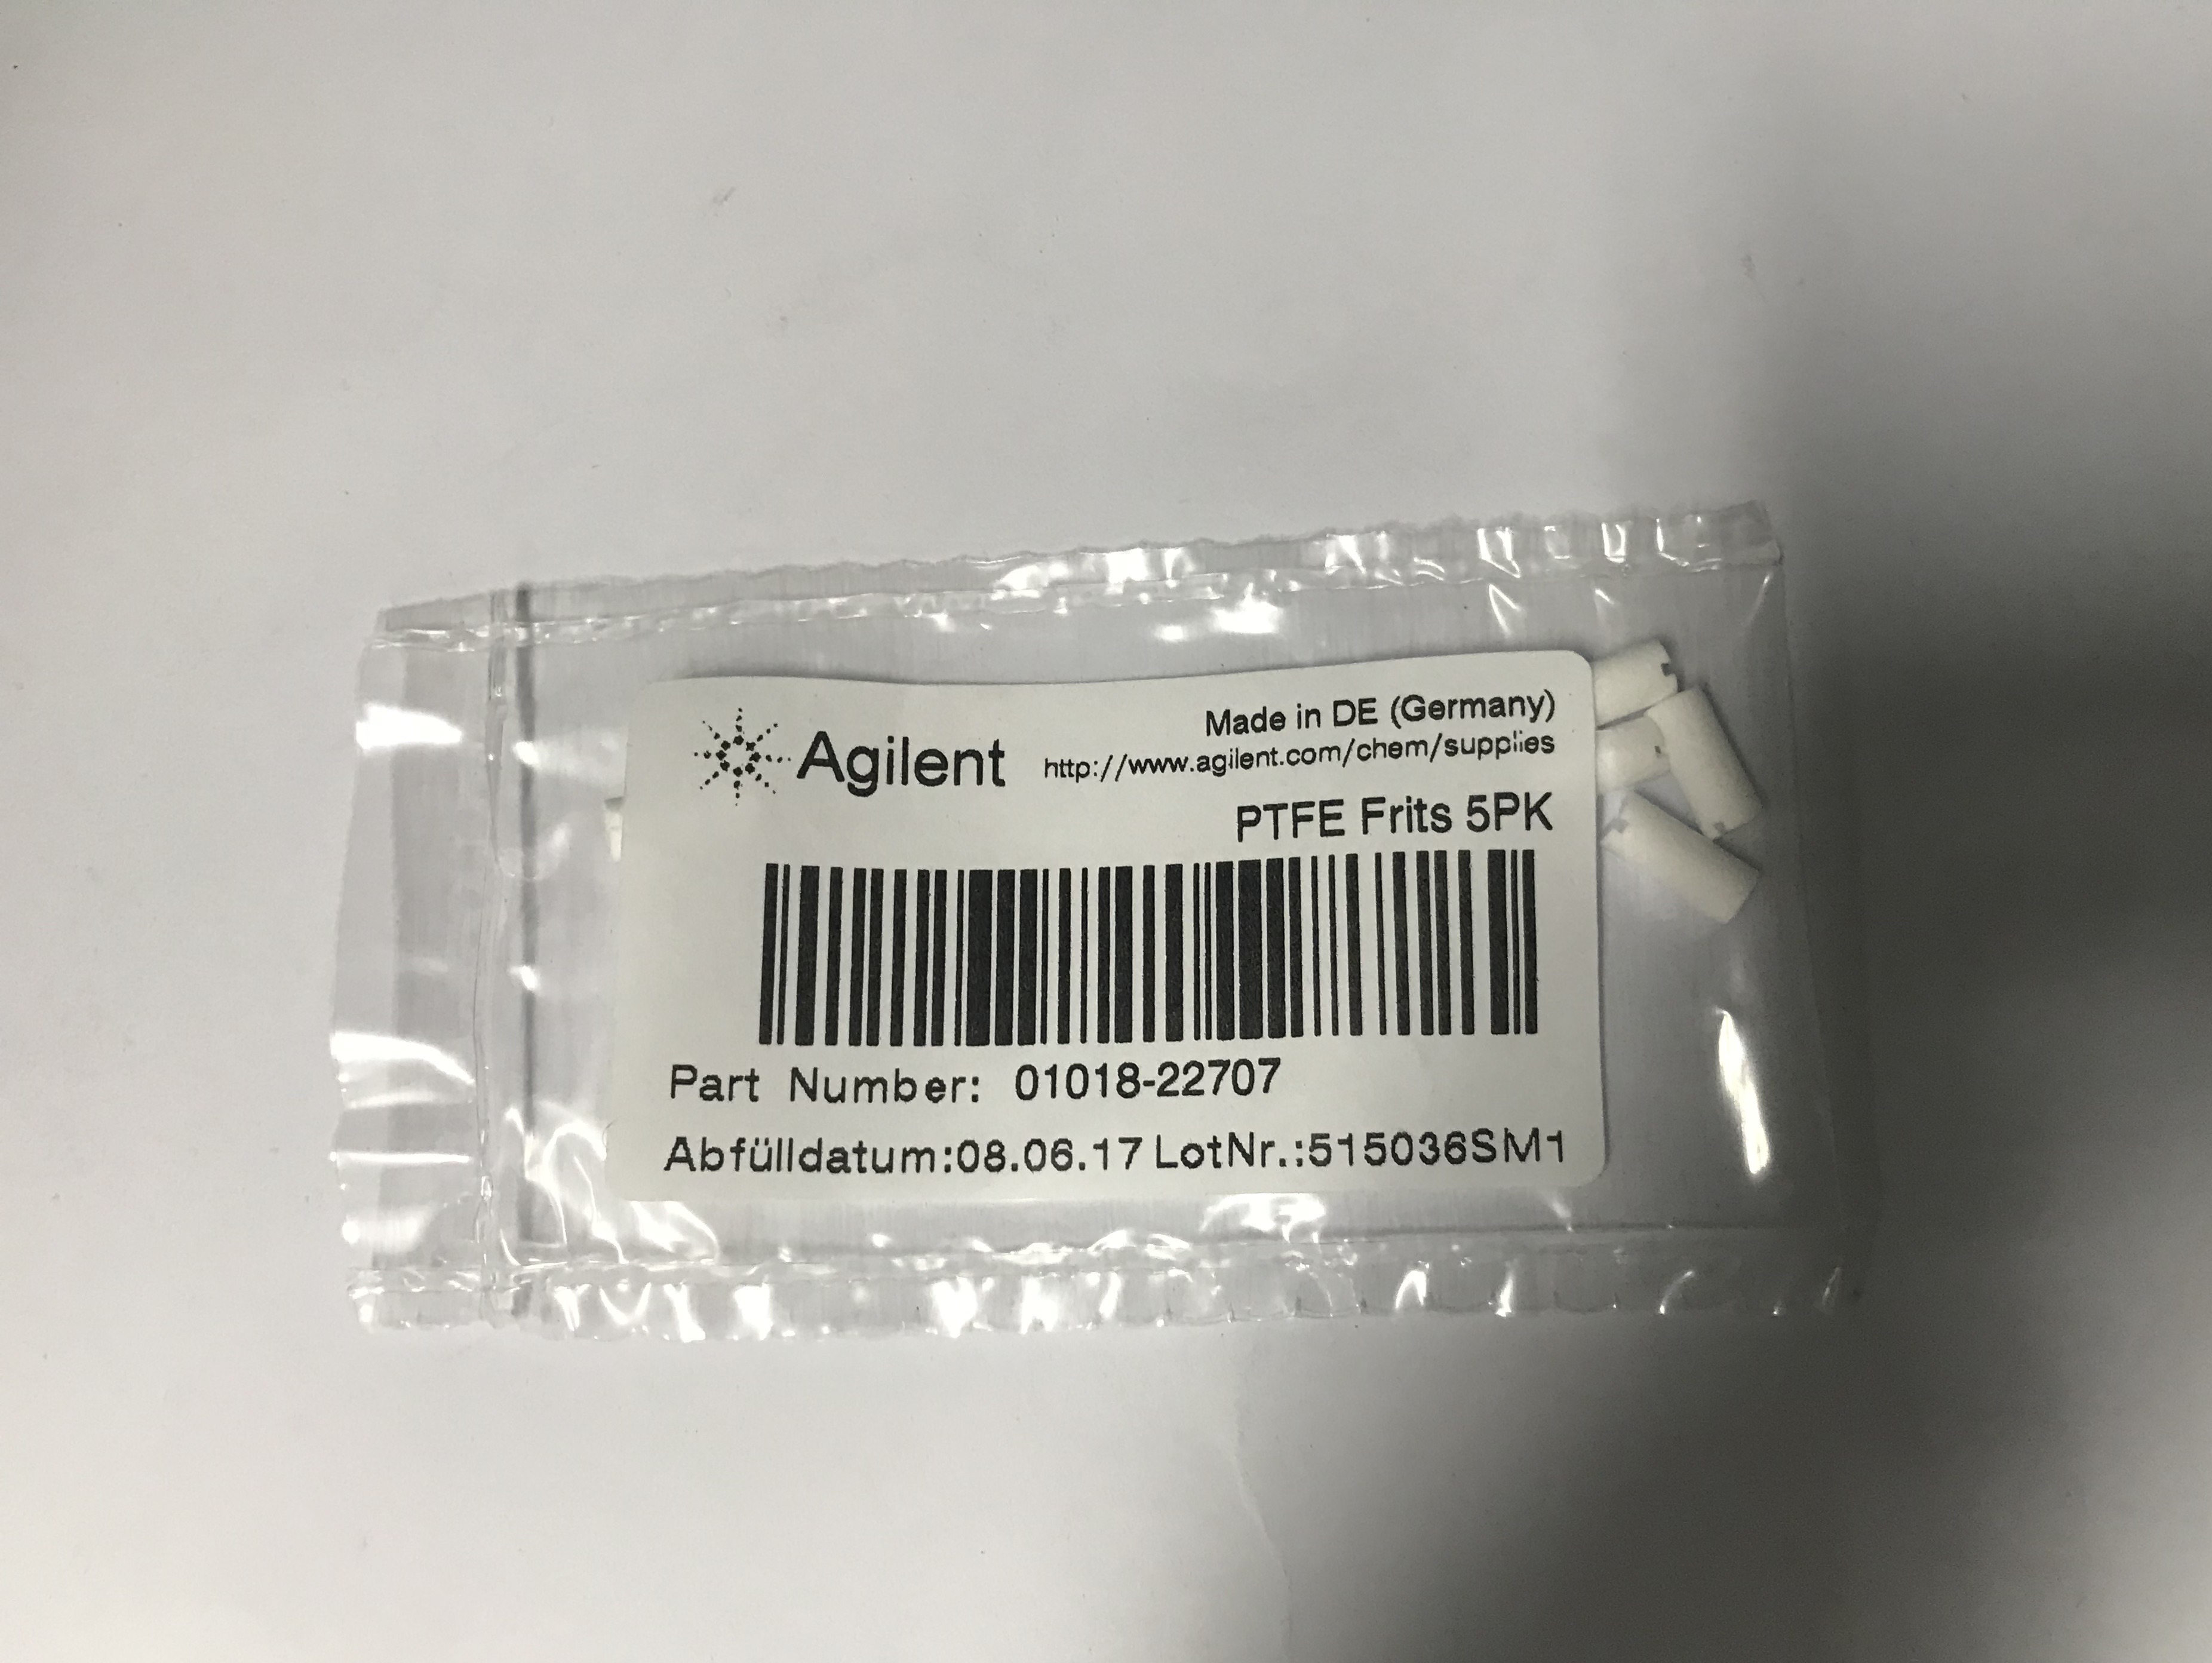 Made in DE (Germany)
Agilent
http://www.agilent.com/chem/supplies
PTFE Frits 5PK
Part Number: 01018-22707
Abfülldatum:08.06.17 LotNr.:515036SM1